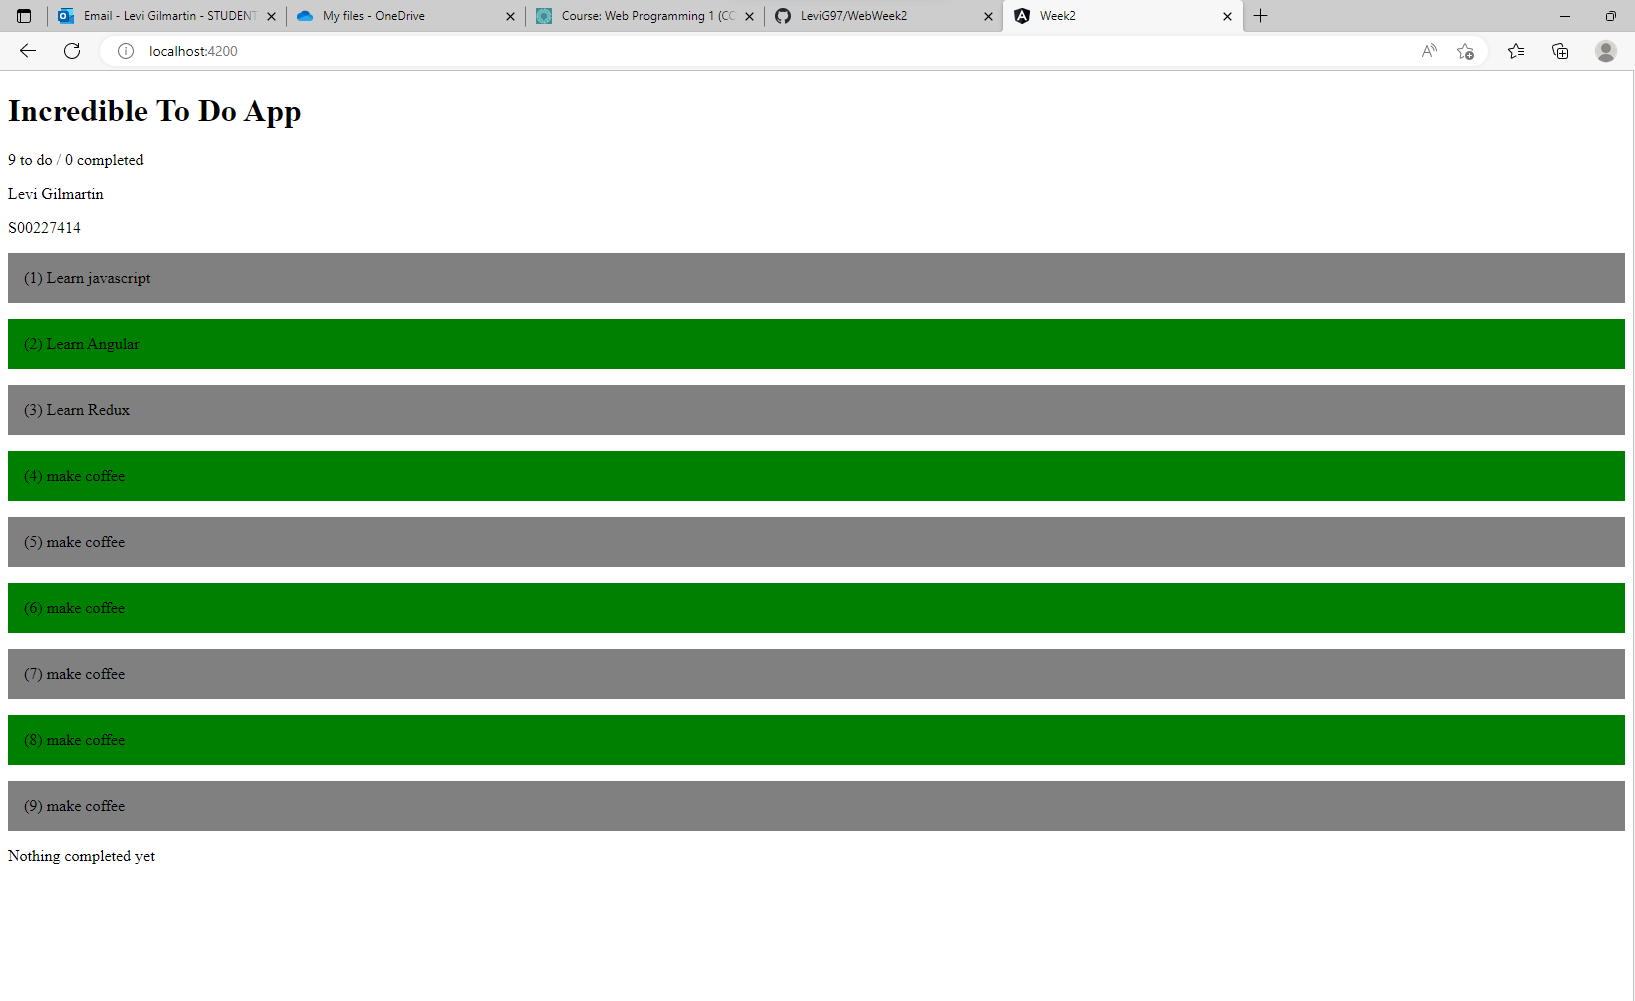 Email - Levi Gilmartin - STUDENT
My files - OneDrive
Course: Web Programming 1 (CC
LeviG97/WebWeek2
Week2
localhost:4200
Incredible To Do App
9 to do / 0 completed
Levi Gilmartin
S00227414
(1) Learn javascript
(2) Learn Angular
(3) Learn Redux
(4) make coffee
(5) make coffee
(6) make coffee
(7) make coffee
(8) make coffee
(9) make coffee
Nothing completed yet